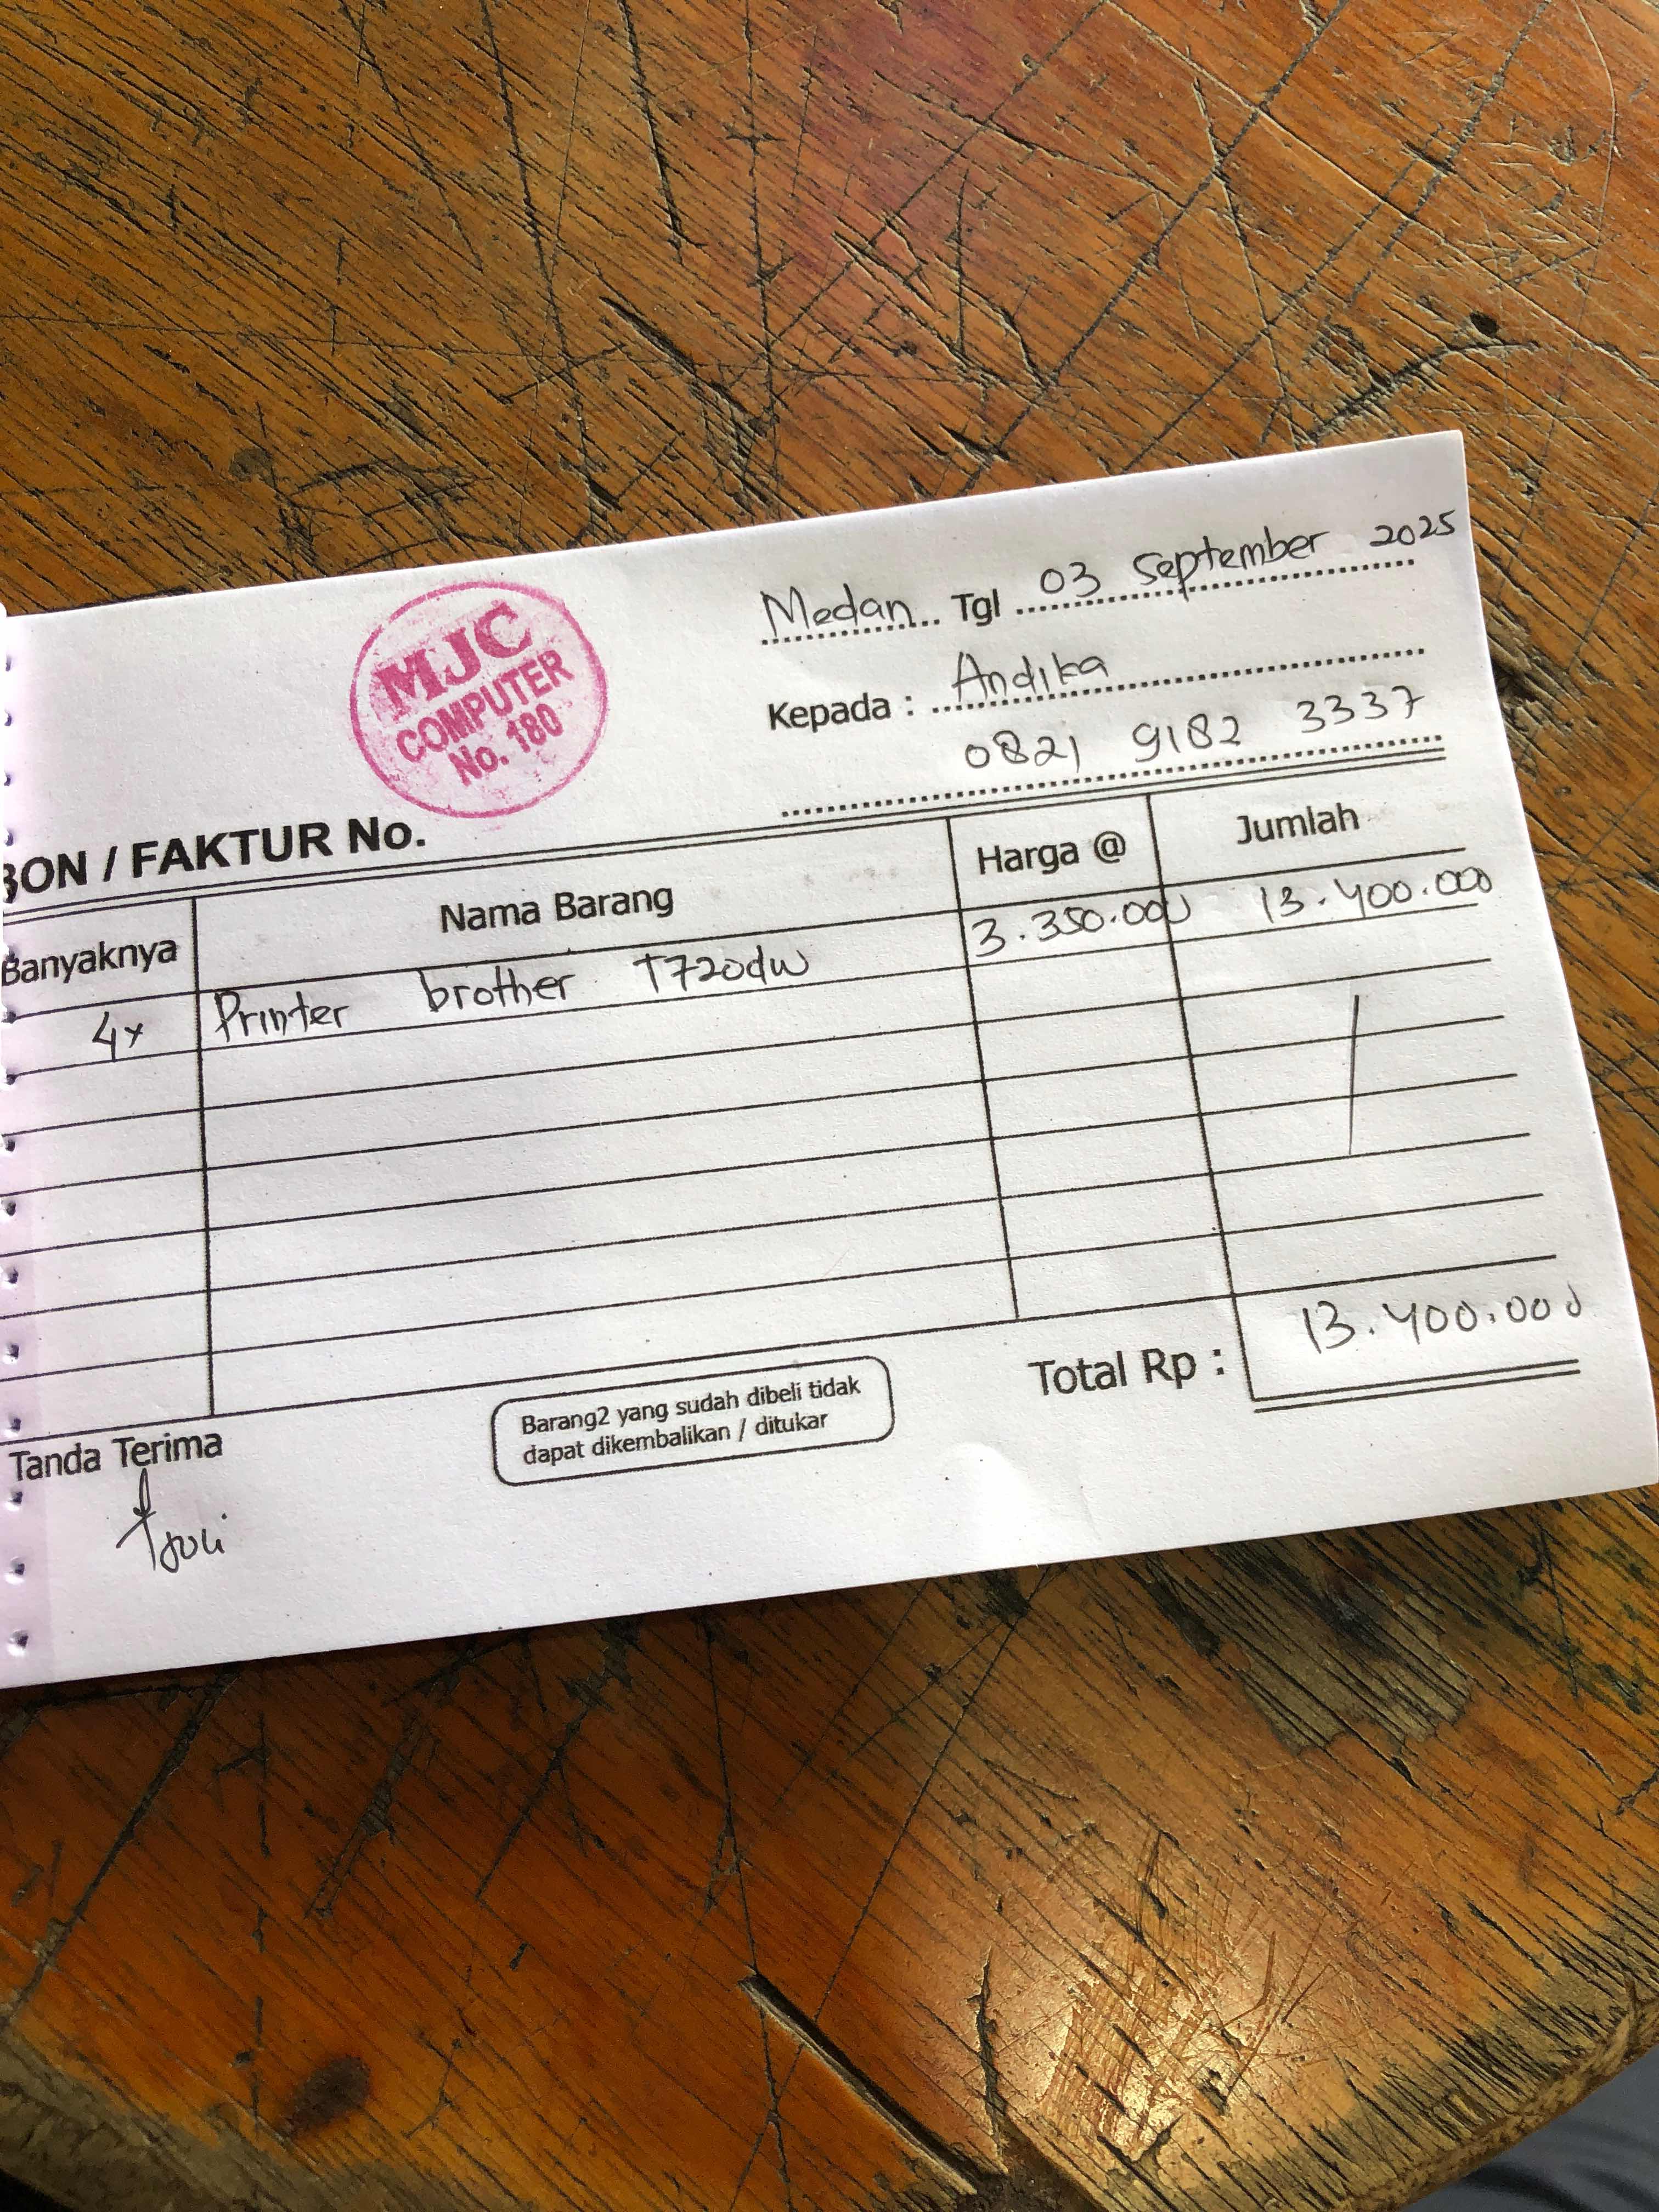 Medan Tgl 03 September 2025
MJC
COMPUTER
No. 180
Kepada : Andika
0821 9182 3337
BON / FAKTUR No.
Banyaknya Nama Barang Harga @ Jumlah
4x Printer brother T720dw 3.350.000 13.400.000
Total Rp : 13.400.000
Tanda Terima
Barang2 yang sudah dibeli tidak
dapat dikembalikan / ditukar